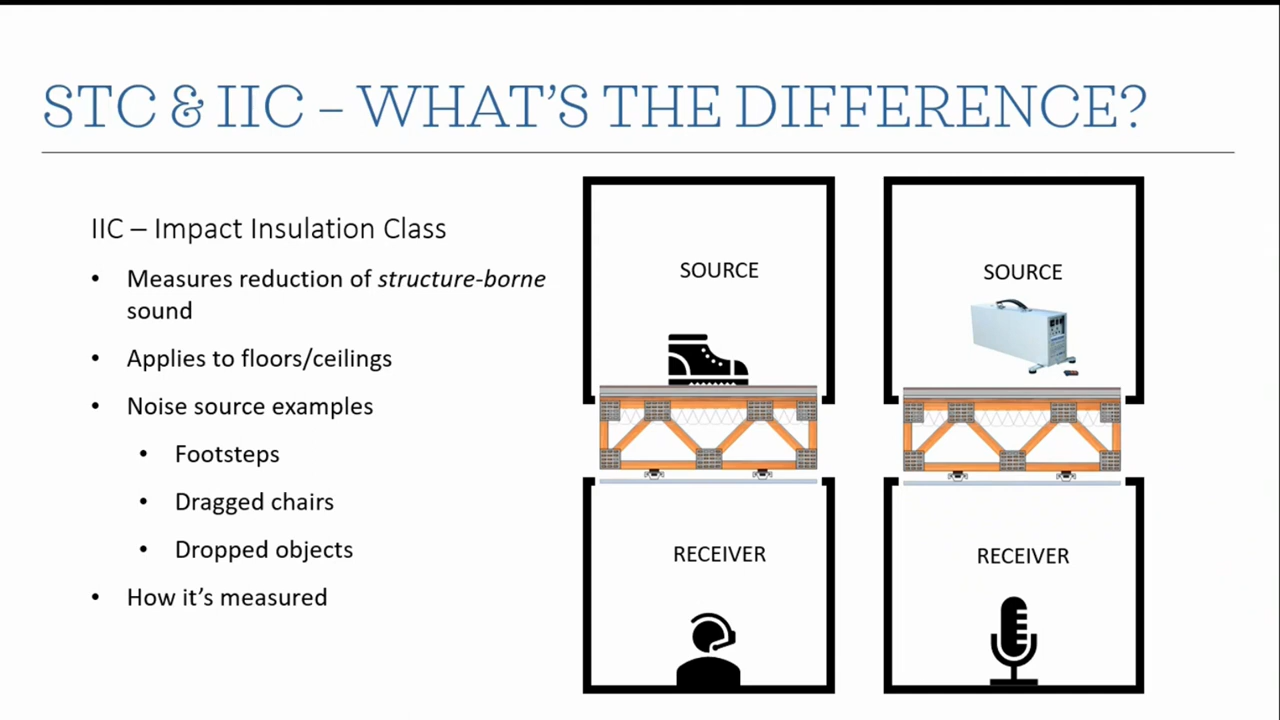 STC & IIC – WHAT’S THE DIFFERENCE?
IIC – Impact Insulation Class
• Measures reduction of structure-borne
sound
• Applies to floors/ceilings
• Noise source examples
• Footsteps
• Dragged chairs
• Dropped objects
• How it’s measured
SOURCE
RECEIVER
SOURCE
RECEIVER